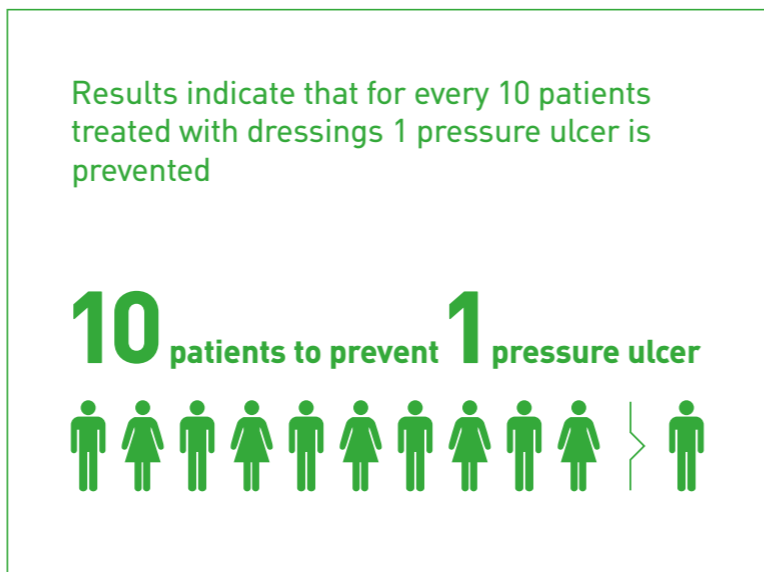 Results indicate that for every 10 patients
treated with dressings 1 pressure ulcer is
prevented
10 patients to prevent 1 pressure ulcer